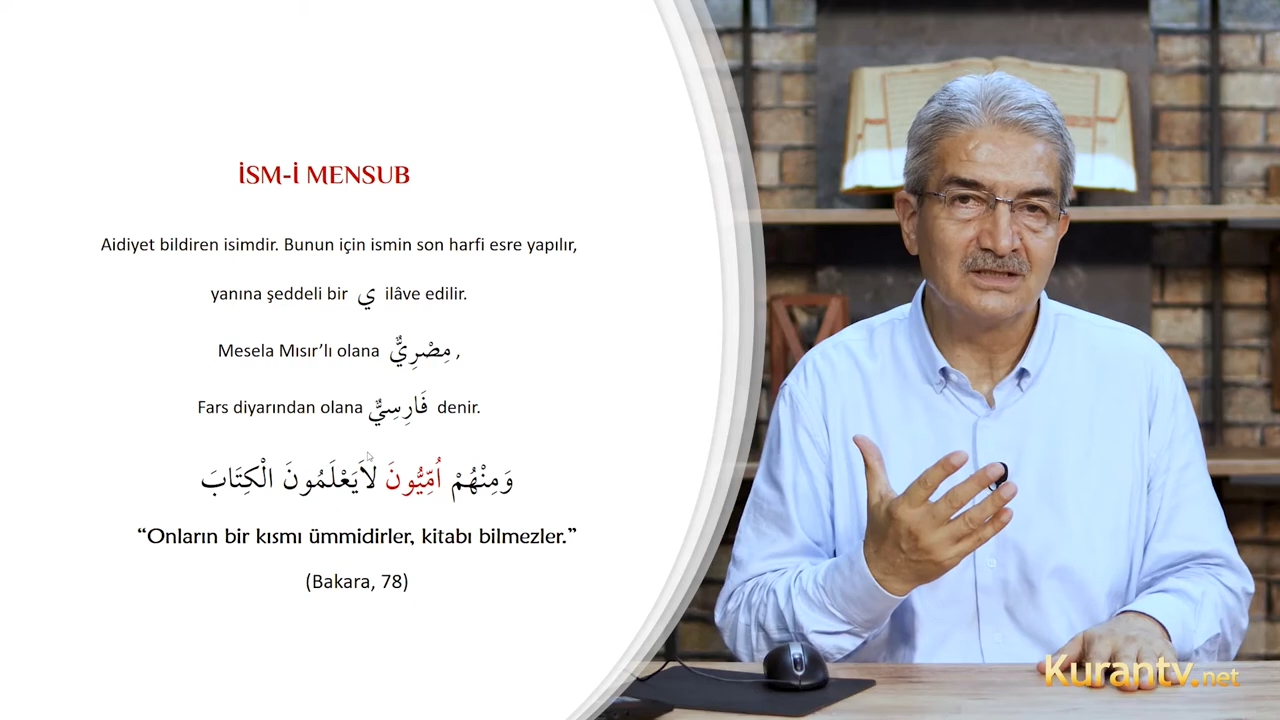 İSM-İ MENSUB
Aidiyet bildiren isimdir. Bunun için ismin son harfi esre yapılır,
yanına şeddeli bir ي ilâve edilir.
Mesela Mısır’lı olana مِصْرِيٌّ ,
Fars diyarından olana فَارِسِيٌّ denir.
وَمِنْهُمْ اُمِّيُّونَ لاَيَعْلَمُونَ الْكِتَابَ
“Onların bir kısmı ümmidirler, kitabı bilmezler.”
(Bakara, 78)
Kurantv.net